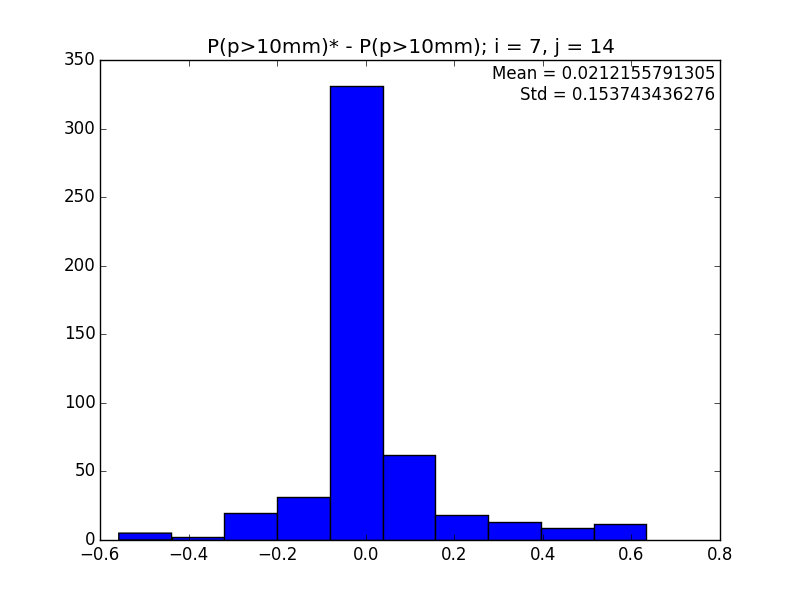 P(p>10mm)* - P(p>10mm); i = 7, j = 14
Mean = 0.0212155791305
Std = 0.153743436276
350
300
250
200
150
100
50
0
−0.6 −0.4 −0.2 0.0 0.2 0.4 0.6 0.8